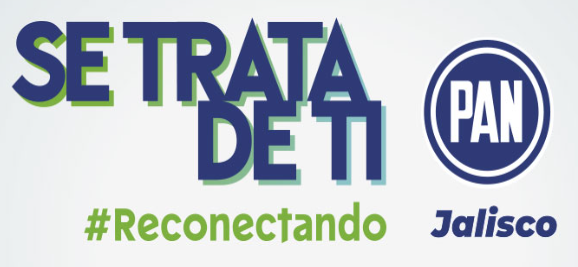 SE TRATA
DE TI
#Reconectando
PAN
Jalisco